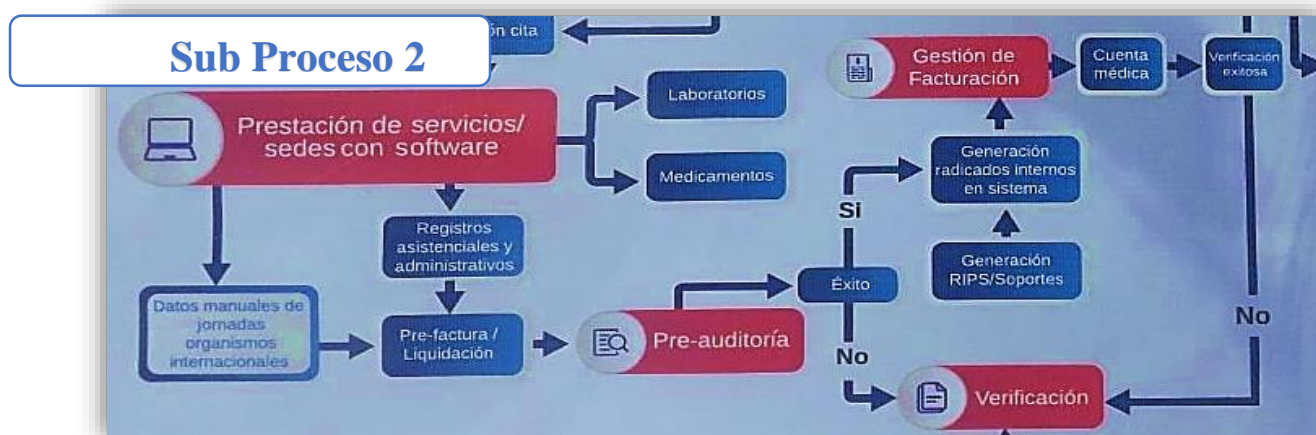 Sub Proceso 2
ón cita
Prestación de servicios/
sedes con software
Laboratorios
Medicamentos
Registros
asistenciales y
administrativos
Datos manuales de
jornadas
organismos
internacionales
Pre-factura /
Liquidación
Pre-auditoría
Éxito
Si
No
Gestión de
Facturación
Cuenta
médica
Verificación
exitosa
Generación
radicados internos
en sistema
Generación
RIPS/Soportes
No
Verificación